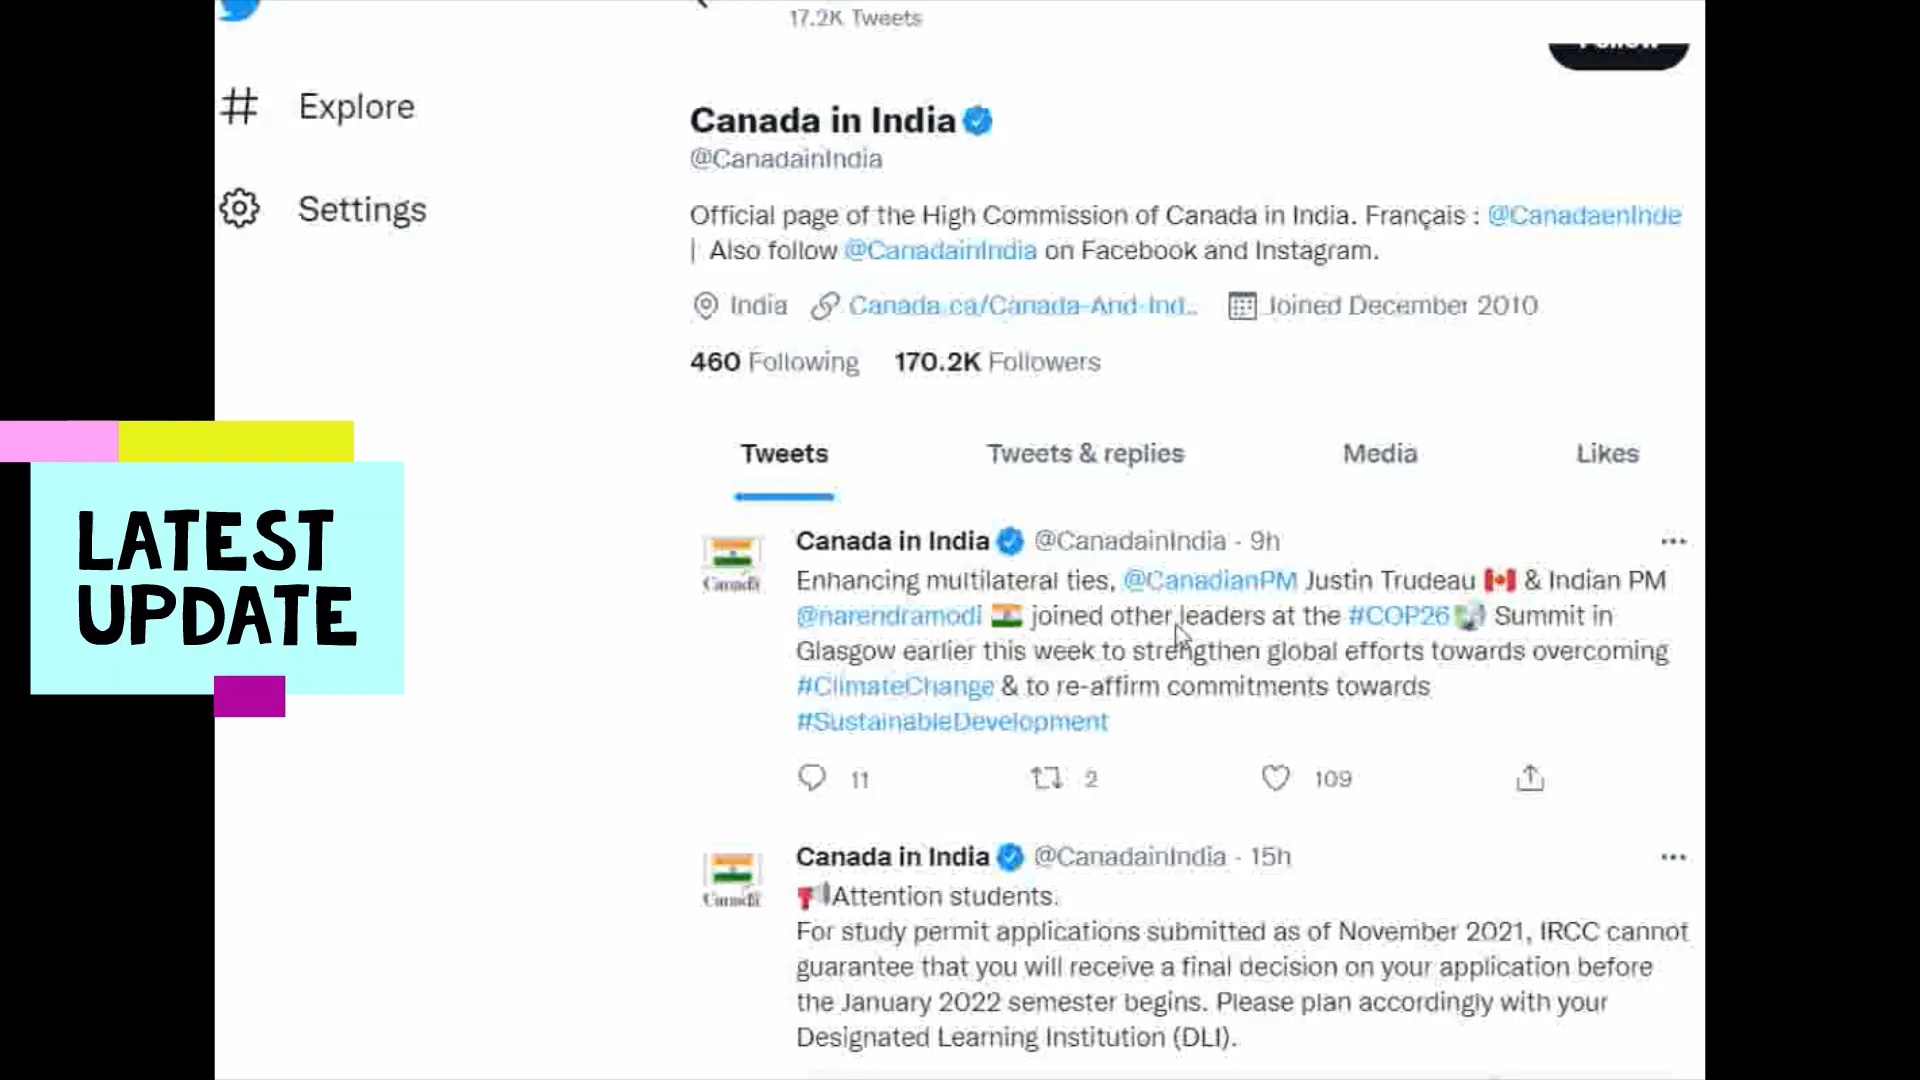 17.2K Tweets
Follow
Explore
Settings
Canada in India
@CanadainIndia
Official page of the High Commission of Canada in India. Français : @CanadaenInde
| Also follow @CanadainIndia on Facebook and Instagram.
India Canada.ca/Canada-And-Ind... Joined December 2010
460 Following 170.2K Followers
Tweets Tweets & replies Media Likes
LATEST
UPDATE
Canada in India @CanadainIndia · 9h
Enhancing multilateral ties, @CanadianPM Justin Trudeau 🇨🇦 & Indian PM
@narendramodi 🇮🇳 joined other leaders at the #COP26 Summit in
Glasgow earlier this week to strengthen global efforts towards overcoming
#ClimateChange & to re-affirm commitments towards
#SustainableDevelopment
11 2 109
Canada in India @CanadainIndia · 15h
Canada
📢Attention students.
For study permit applications submitted as of November 2021, IRCC cannot
guarantee that you will receive a final decision on your application before
the January 2022 semester begins. Please plan accordingly with your
Designated Learning Institution (DLI).